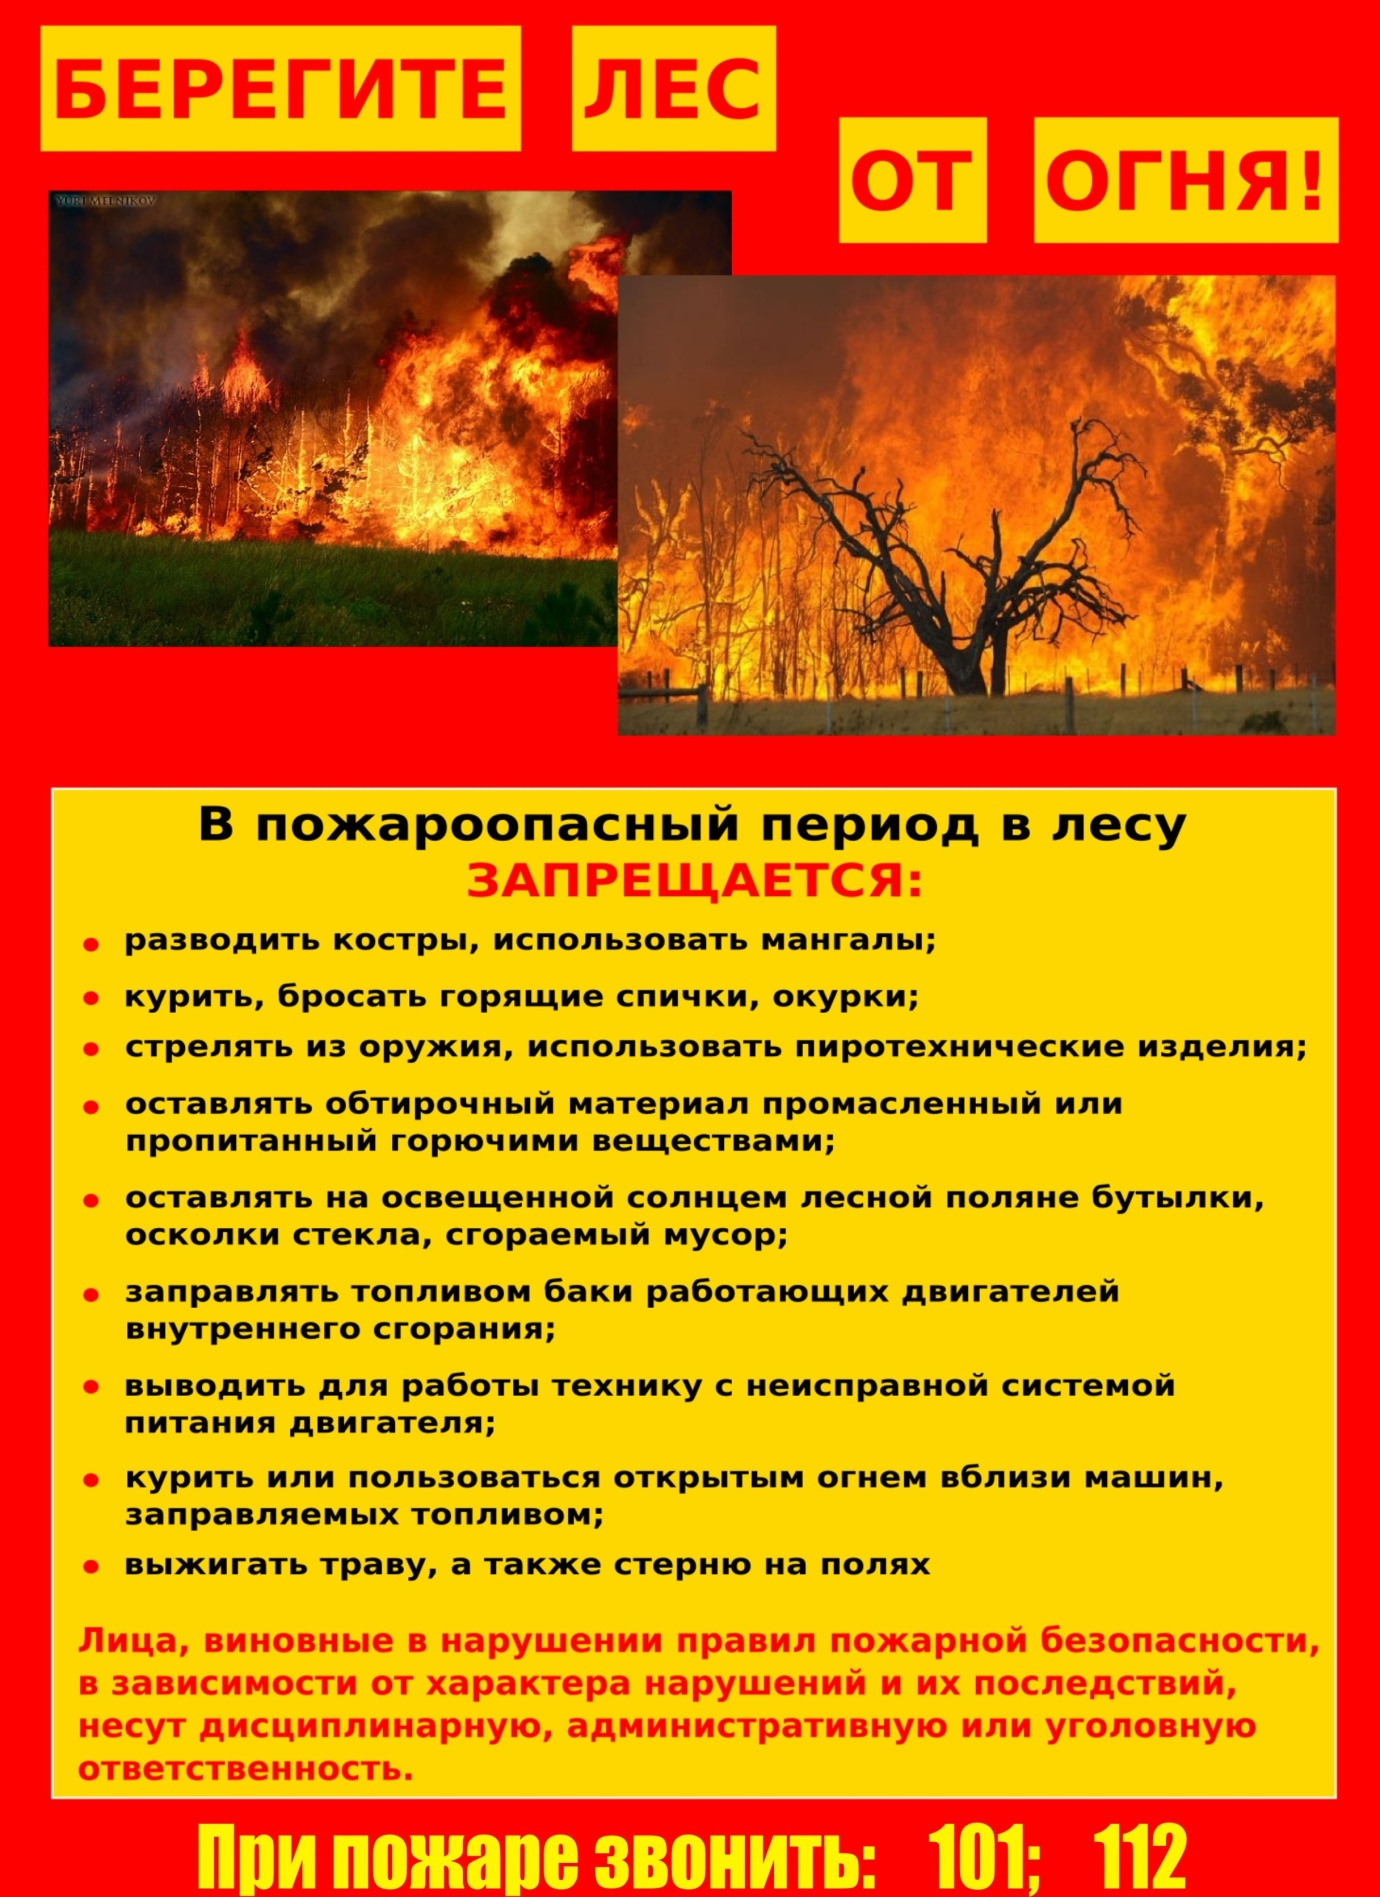 БЕРЕГИТЕ ЛЕС
ОТ ОГНЯ!
YURI MELNIKOV
В пожароопасный период в лесу
ЗАПРЕЩАЕТСЯ:
• разводить костры, использовать мангалы;
• курить, бросать горящие спички, окурки;
• стрелять из оружия, использовать пиротехнические изделия;
• оставлять обтирочный материал промасленный или
пропитанный горючими веществами;
• оставлять на освещенной солнцем лесной поляне бутылки,
осколки стекла, сгораемый мусор;
• заправлять топливом баки работающих двигателей
внутреннего сгорания;
• выводить для работы технику с неисправной системой
питания двигателя;
• курить или пользоваться открытым огнем вблизи машин,
заправляемых топливом;
• выжигать траву, а также стерню на полях
Лица, виновные в нарушении правил пожарной безопасности,
в зависимости от характера нарушений и их последствий,
несут дисциплинарную, административную или уголовную
ответственность.
При пожаре звонить: 101; 112